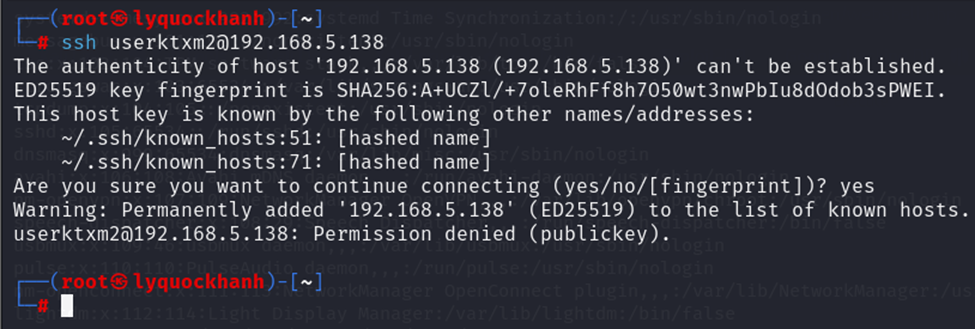 ┌──(root㉿lyquockhanh)-[~]
└─# ssh userktxm2@192.168.5.138
The authenticity of host '192.168.5.138 (192.168.5.138)' can't be established.
ED25519 key fingerprint is SHA256:A+UCZl/+7oleRhFf8h7O50wt3nwPbIu8dOdob3sPWEI.
This host key is known by the following other names/addresses:
~/.ssh/known_hosts:51: [hashed name]
~/.ssh/known_hosts:71: [hashed name]
Are you sure you want to continue connecting (yes/no/[fingerprint])? yes
Warning: Permanently added '192.168.5.138' (ED25519) to the list of known hosts.
userktxm2@192.168.5.138: Permission denied (publickey).
┌──(root㉿lyquockhanh)-[~]
└─#